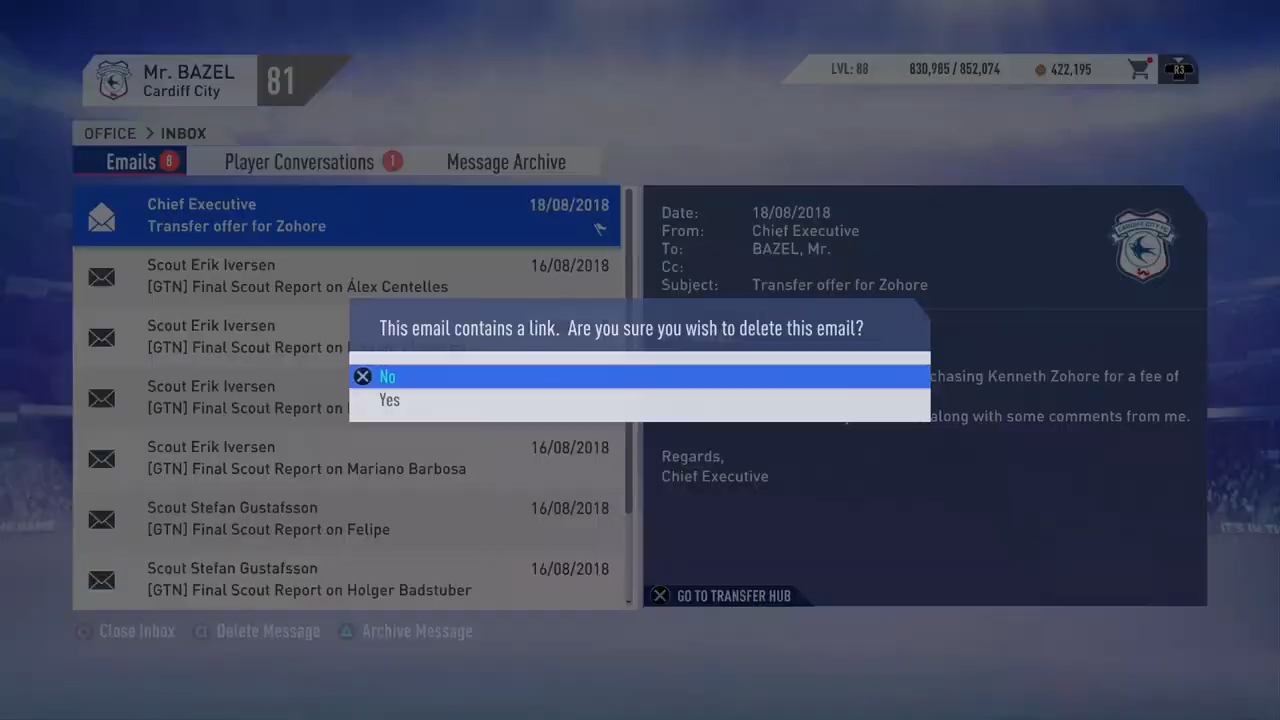 Mr. BAZEL
Cardiff City
81
LVL: 88 830,985 / 852,074 422,195
R3
OFFICE > INBOX
Emails 8 Player Conversations 1 Message Archive
Chief Executive 18/08/2018
Transfer offer for Zohore
Scout Erik Iversen 16/08/2018
[GTN] Final Scout Report on Álex Centelles
Scout Erik Iversen
[GTN] Final Scout Report on
Scout Erik Iversen
[GTN] Final Scout Report on
Scout Erik Iversen 16/08/2018
[GTN] Final Scout Report on Mariano Barbosa
Scout Stefan Gustafsson 16/08/2018
[GTN] Final Scout Report on Felipe
Scout Stefan Gustafsson 16/08/2018
[GTN] Final Scout Report on Holger Badstuber
Date: 18/08/2018
From: Chief Executive
To: BAZEL, Mr.
Cc:
Subject: Transfer offer for Zohore
CARDIFF CITY FC
chasing Kenneth Zohore for a fee of
along with some comments from me.
Regards,
Chief Executive
GO TO TRANSFER HUB
This email contains a link. Are you sure you wish to delete this email?
No
Yes
Close Inbox Delete Message Archive Message